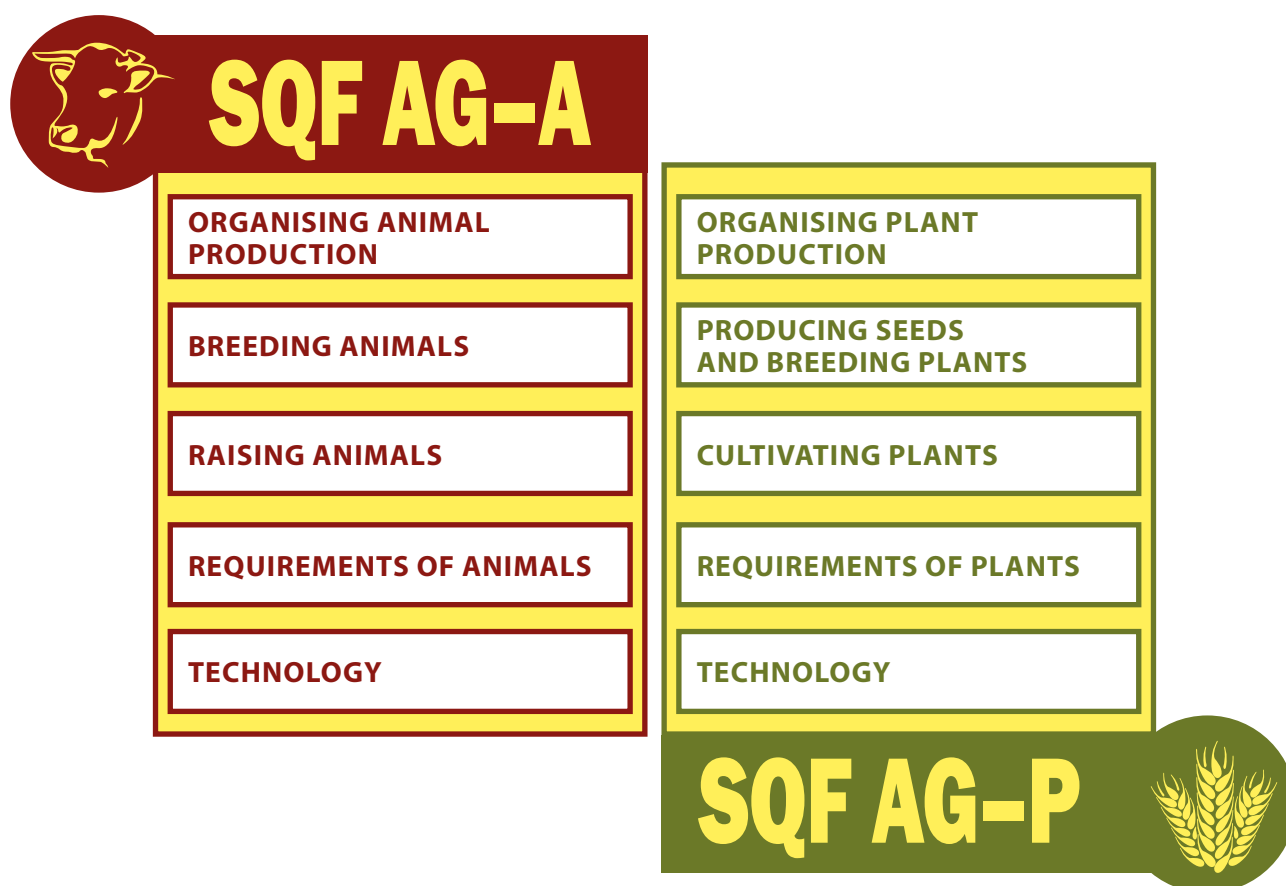 SQF AG–A
ORGANISING ANIMAL
PRODUCTION
BREEDING ANIMALS
RAISING ANIMALS
REQUIREMENTS OF ANIMALS
TECHNOLOGY
ORGANISING PLANT
PRODUCTION
PRODUCING SEEDS
AND BREEDING PLANTS
CULTIVATING PLANTS
REQUIREMENTS OF PLANTS
TECHNOLOGY
SQF AG–P